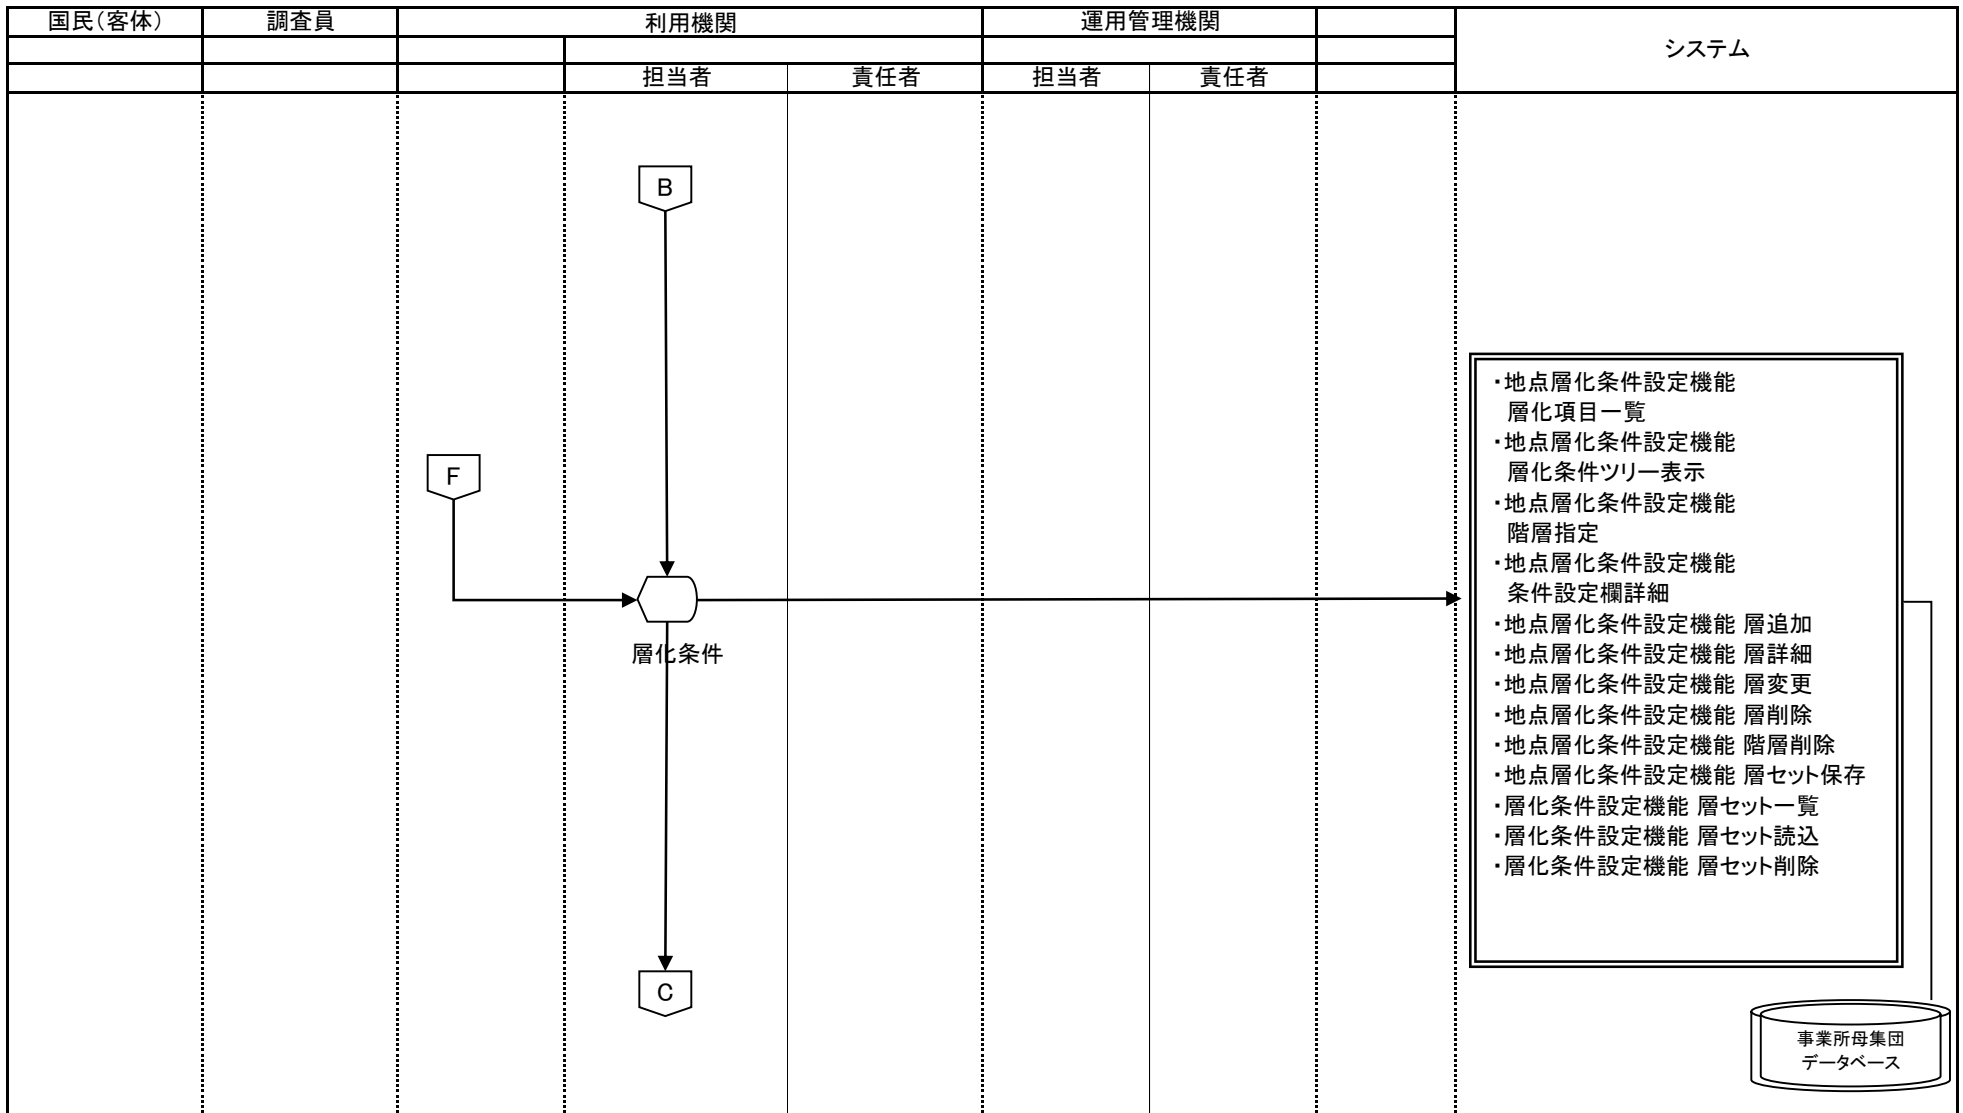 国民(客体)
調査員
利用機関
運用管理機関
システム
担当者
責任者
担当者
責任者
B
F
層化条件
C
・地点層化条件設定機能
層化項目一覧
・地点層化条件設定機能
層化条件ツリー表示
・地点層化条件設定機能
階層指定
・地点層化条件設定機能
条件設定欄詳細
・地点層化条件設定機能 層追加
・地点層化条件設定機能 層詳細
・地点層化条件設定機能 層変更
・地点層化条件設定機能 層削除
・地点層化条件設定機能 階層削除
・地点層化条件設定機能 層セット保存
・層化条件設定機能 層セット一覧
・層化条件設定機能 層セット読込
・層化条件設定機能 層セット削除
事業所母集団
データベース